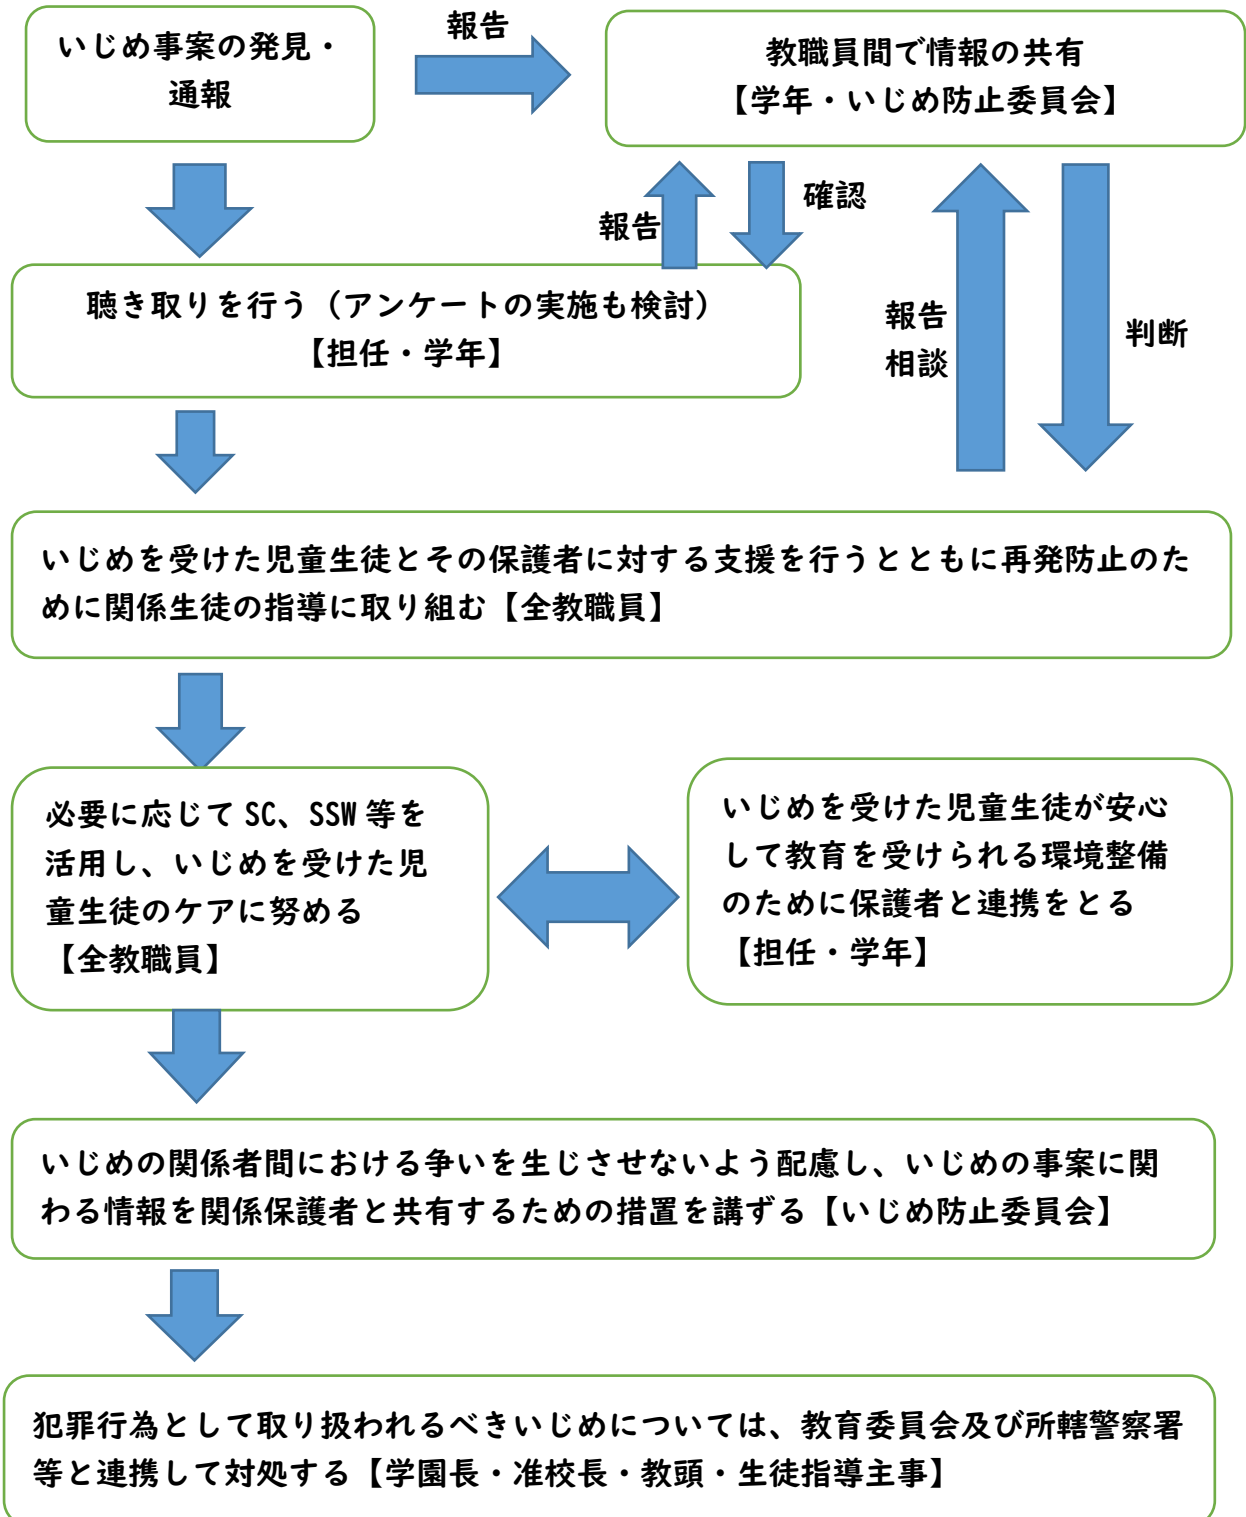 いじめ事案の発見・
通報
報告
教職員間で情報の共有
【学年・いじめ防止委員会】
報告
確認
聴き取りを行う（アンケートの実施も検討）
【担任・学年】
報告
相談
判断
いじめを受けた児童生徒とその保護者に対する支援を行うとともに再発防止のた
めに関係生徒の指導に取り組む【全教職員】
必要に応じて SC、SSW 等を
活用し、いじめを受けた児
童生徒のケアに努める
【全教職員】
いじめを受けた児童生徒が安心
して教育を受けられる環境整備
のために保護者と連携をとる
【担任・学年】
いじめの関係者間における争いを生じさせないよう配慮し、いじめの事案に関
わる情報を関係保護者と共有するための措置を講ずる【いじめ防止委員会】
犯罪行為として取り扱われるべきいじめについては、教育委員会及び所轄警察署
等と連携して対処する【学園長・准校長・教頭・生徒指導主事】